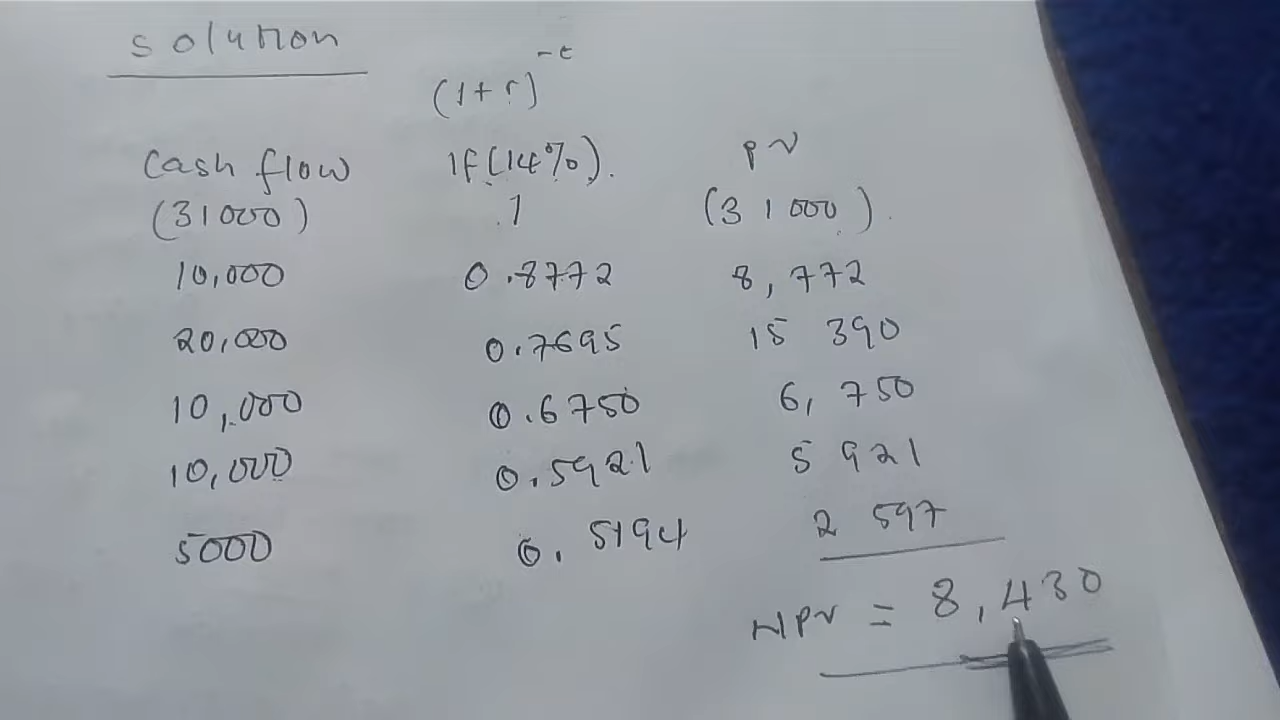 solution
(1+r)^-t
Cash flow If (14%). PV
(31000) 1 (31000).
10,000 0.8772 8,772
20,000 0.7695 15 390
10,000 0.6750 6,750
10,000 0.5921 5 921
5000 0.5194 2 597
NPV = 8,430